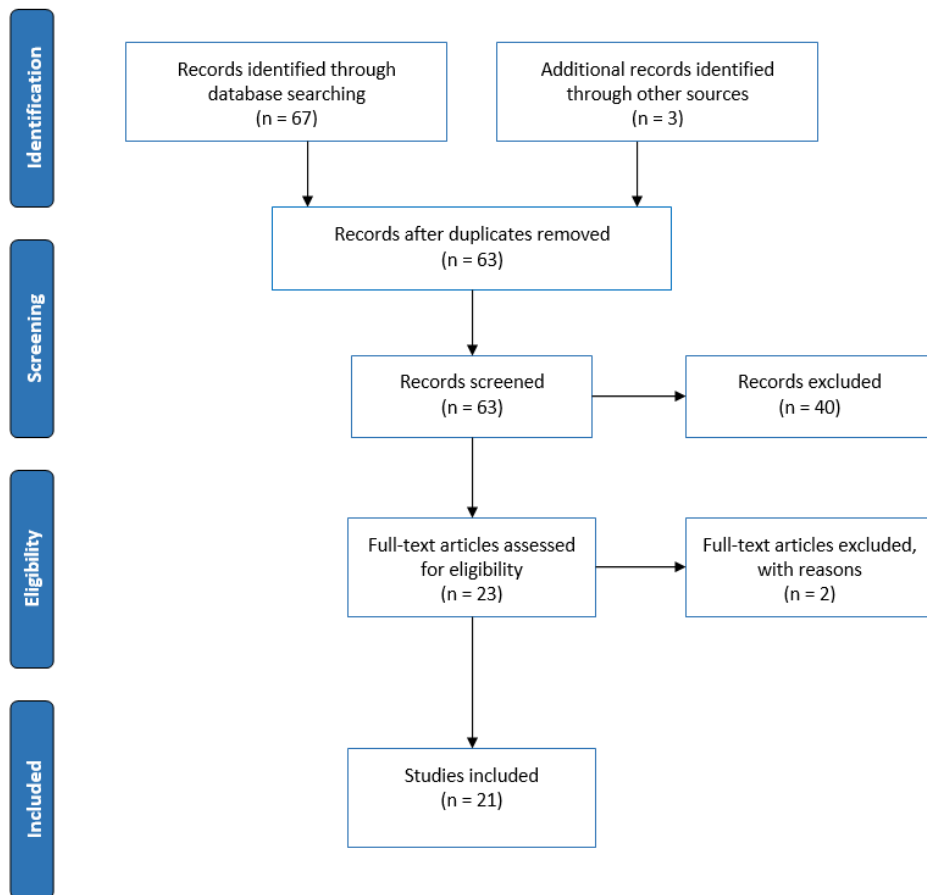 Identification
Records identified through
database searching
(n = 67)
Additional records identified
through other sources
(n = 3)
Records after duplicates removed
(n = 63)
Screening
Records screened
(n = 63)
Records excluded
(n = 40)
Eligibility
Full-text articles assessed
for eligibility
(n = 23)
Full-text articles excluded,
with reasons
(n = 2)
Included
Studies included
(n = 21)